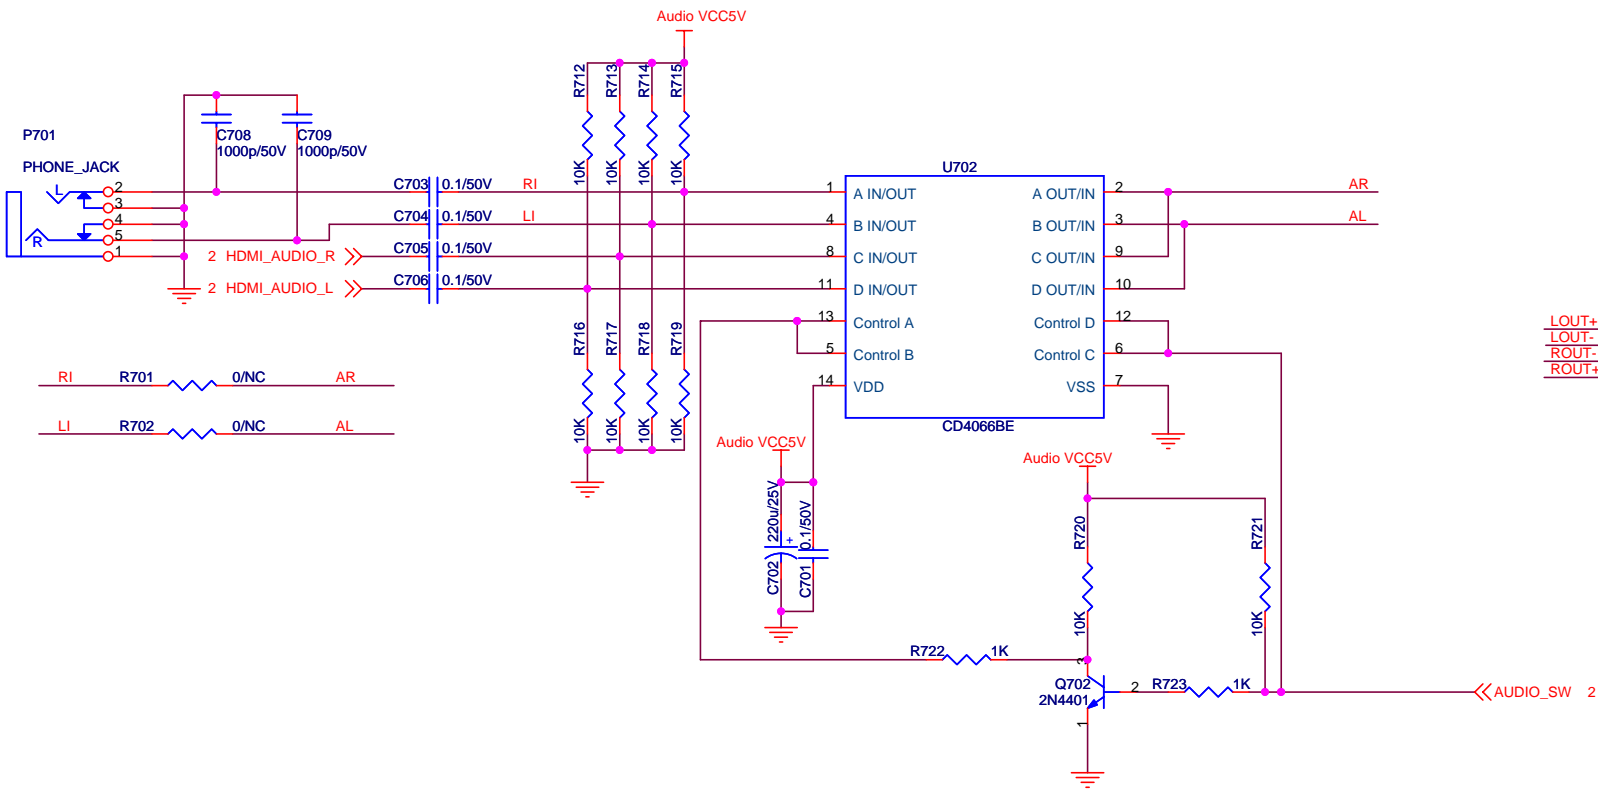 Audio VCC5V
R712
R713
R714
R715
10K
10K
10K
10K
P701
PHONE_JACK
C708
1000p/50V
C709
1000p/50V
L
R
2
3
4
5
1
C703 0.1/50V RI
C704 0.1/50V LI
2 HDMI_AUDIO_R C705 0.1/50V
2 HDMI_AUDIO_L C706 0.1/50V
R716
R717
R718
R719
10K
10K
10K
10K
RI R701 0/NC AR
LI R702 0/NC AL
U702
1 A IN/OUT A OUT/IN 2 AR
4 B IN/OUT B OUT/IN 3 AL
8 C IN/OUT C OUT/IN 9
11 D IN/OUT D OUT/IN 10
13 Control A Control D 12
5 Control B Control C 6
14 VDD VSS 7
CD4066BE
LOUT+
LOUT-
ROUT-
ROUT+
Audio VCC5V
220u/25V
+
C702
0.1/50V
C701
Audio VCC5V
R720
10K
R721
10K
R722 1K
3
Q702
2N4401
2
1
R723 1K
AUDIO_SW 2